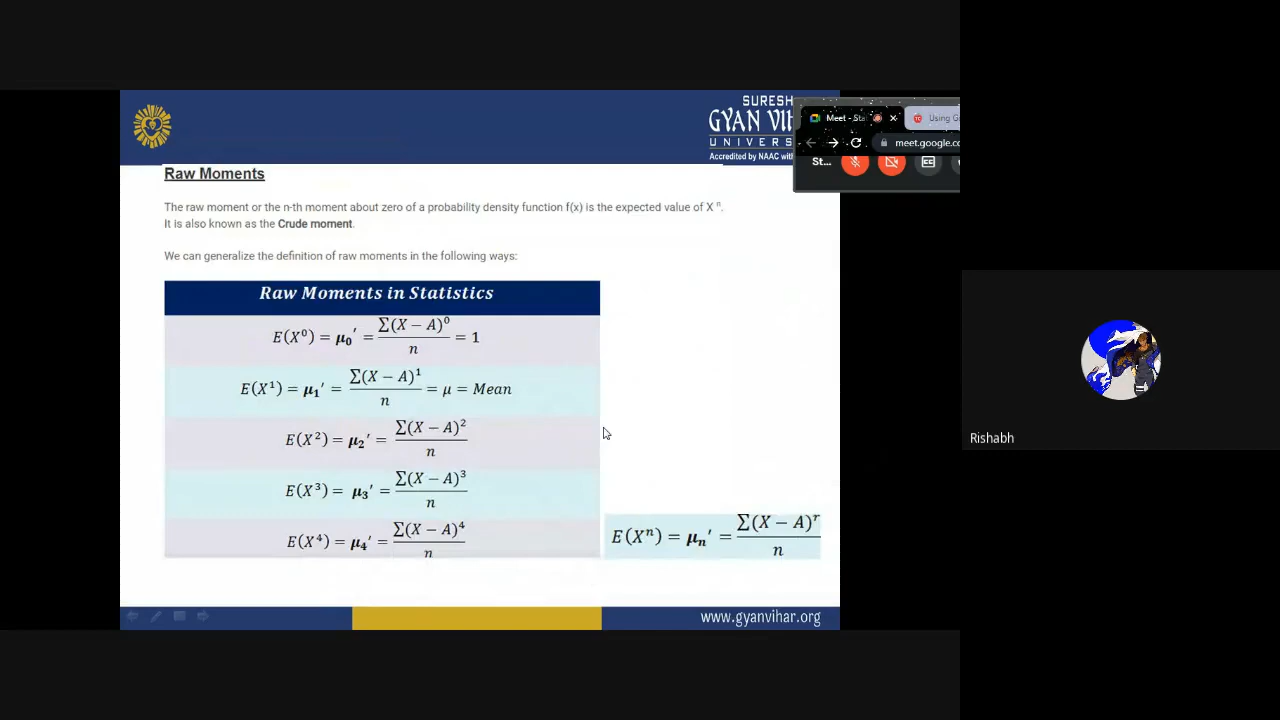 SURESH
GYAN VIH
UNIVERS
Accredited by NAAC with
Meet - Sta
Using G
meet.google.co
St...
Raw Moments
The raw moment or the n-th moment about zero of a probability density function f(x) is the expected value of X ⁿ.
It is also known as the Crude moment.
We can generalize the definition of raw moments in the following ways:
Raw Moments in Statistics
E(X⁰) = μ₀′ = Σ(X − A)⁰ / n = 1
E(X¹) = μ₁′ = Σ(X − A)¹ / n = μ = Mean
E(X²) = μ₂′ = Σ(X − A)² / n
E(X³) = μ₃′ = Σ(X − A)³ / n
E(X⁴) = μ₄′ = Σ(X − A)⁴ / n
E(Xⁿ) = μₙ′ = Σ(X − A)ʳ / n
www.gyanvihar.org
Rishabh